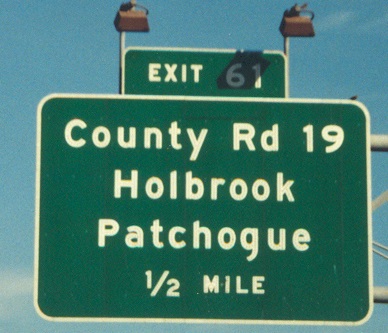 EXIT 61
County Rd 19
Holbrook
Patchogue
1/2 MILE